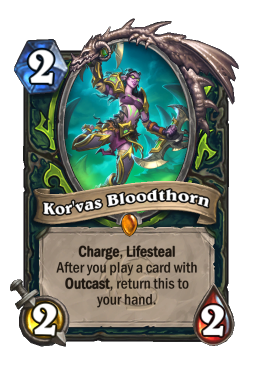 2
Kor'vas Bloodthorn
Charge, Lifesteal
After you play a card with
Outcast, return this to
your hand.
2
2